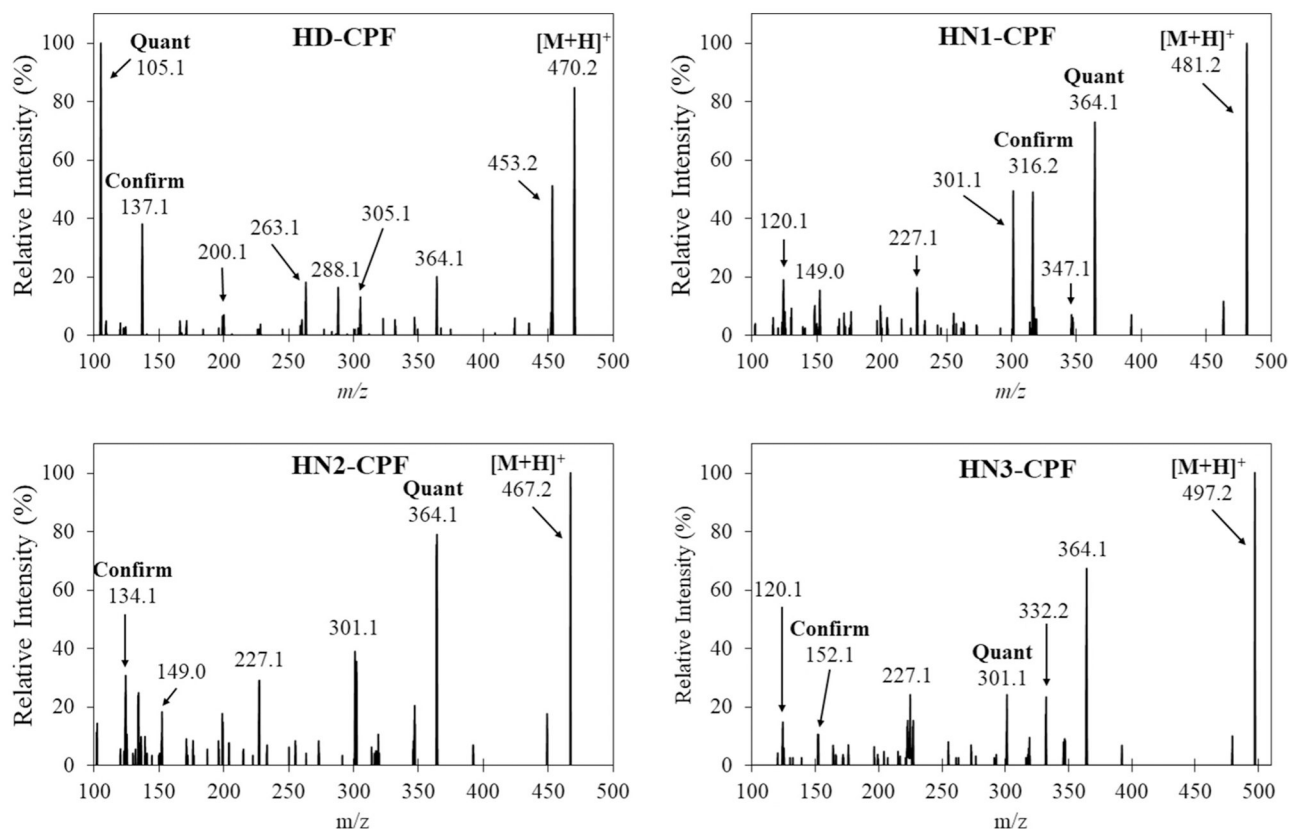 HD-CPF
Relative Intensity (%)
100
80
60
40
20
0
Quant
105.1
Confirm
137.1
200.1
263.1
288.1
305.1
364.1
453.2
[M+H]+
470.2
100 150 200 250 300 350 400 450 500
m/z
HN1-CPF
Relative Intensity (%)
100
80
60
40
20
0
120.1
149.0
227.1
301.1
Confirm
316.2
347.1
Quant
364.1
[M+H]+
481.2
100 150 200 250 300 350 400 450 500
m/z
HN2-CPF
Relative Intensity (%)
100
80
60
40
20
0
Confirm
134.1
149.0
227.1
301.1
Quant
364.1
[M+H]+
467.2
100 150 200 250 300 350 400 450 500
m/z
HN3-CPF
Relative Intensity (%)
100
80
60
40
20
0
120.1
Confirm
152.1
227.1
Quant
301.1
332.2
364.1
[M+H]+
497.2
100 150 200 250 300 350 400 450 500
m/z